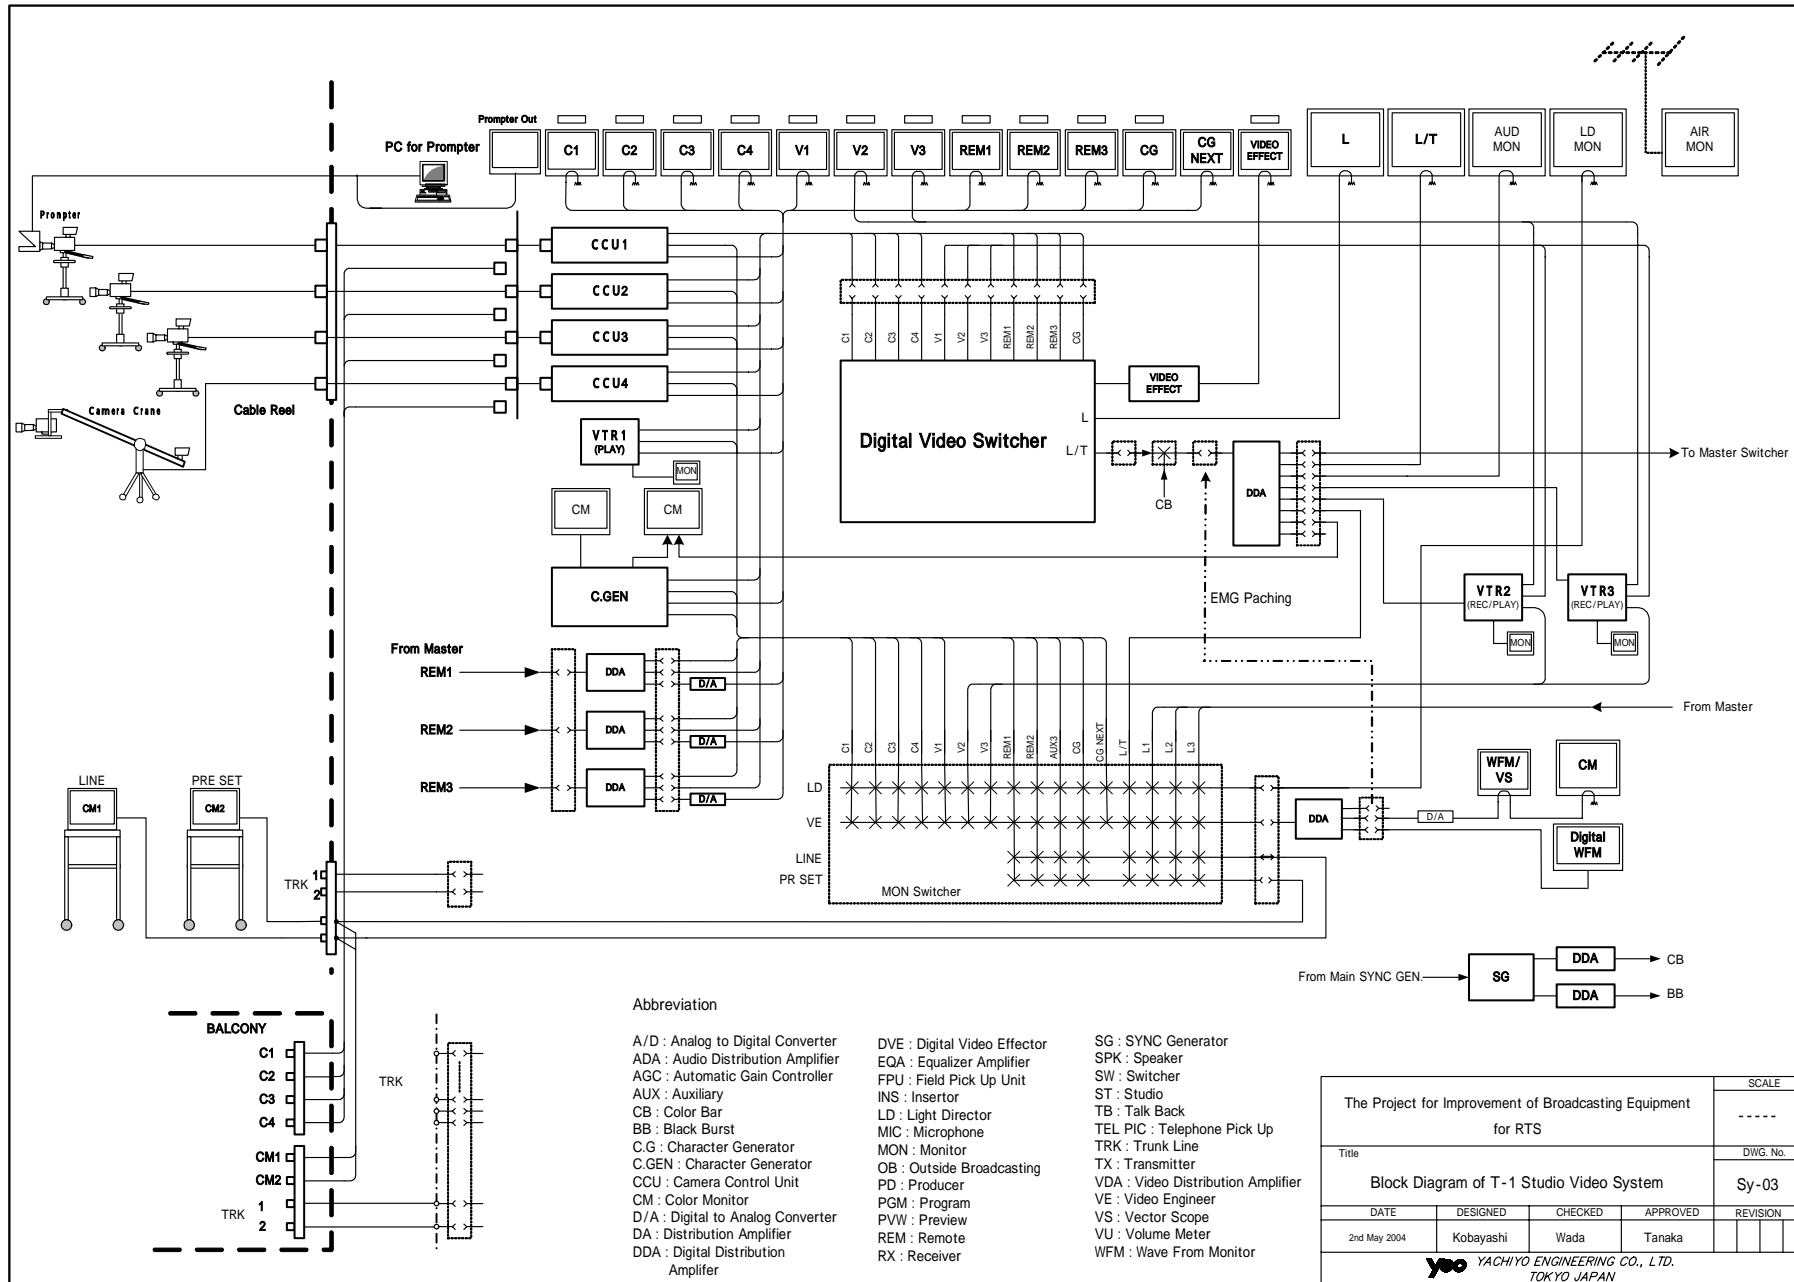 Prompter Out
PC for Prompter
C1
C2
C3
C4
V1
V2
V3
REM1
REM2
REM3
CG
CG NEXT
VIDEO EFFECT
L
L/T
AUD MON
LD MON
AIR MON
Prompter
Camera Crane
Cable Reel
CCU1
CCU2
CCU3
CCU4
VTR1
(PLAY)
MON
CM
CM
C.GEN
C1
C2
C3
C4
V1
V2
V3
REM1
REM2
REM3
CG
Digital Video Switcher
L
L/T
VIDEO EFFECT
CB
DDA
To Master Switcher
EMG Paching
VTR2
(REC/PLAY)
MON
VTR3
(REC/PLAY)
MON
From Master
REM1
DDA
D/A
REM2
DDA
D/A
REM3
DDA
D/A
From Master
C1
C2
C3
C4
V1
V2
V3
REM1
REM2
AUX3
CG
CG NEXT
L/T
L1
L2
L3
LD
VE
LINE
PR SET
MON Switcher
DDA
D/A
WFM/
VS
CM
Digital
WFM
LINE
CM1
PRE SET
CM2
TRK
1
2
From Main SYNC GEN.
SG
DDA
CB
DDA
BB
BALCONY
C1
C2
C3
C4
TRK
CM1
CM2
TRK
1
2
Abbreviation
A/D : Analog to Digital Converter
ADA : Audio Distribution Amplifier
AGC : Automatic Gain Controller
AUX : Auxiliary
CB : Color Bar
BB : Black Burst
C.G : Character Generator
C.GEN : Character Generator
CCU : Camera Control Unit
CM : Color Monitor
D/A : Digital to Analog Converter
DA : Distribution Amplifier
DDA : Digital Distribution
Amplifer
DVE : Digital Video Effector
EQA : Equalizer Amplifier
FPU : Field Pick Up Unit
INS : Insertor
LD : Light Director
MIC : Microphone
MON : Monitor
OB : Outside Broadcasting
PD : Producer
PGM : Program
PVW : Preview
REM : Remote
RX : Receiver
SG : SYNC Generator
SPK : Speaker
SW : Switcher
ST : Studio
TB : Talk Back
TEL PIC : Telephone Pick Up
TRK : Trunk Line
TX : Transmitter
VDA : Video Distribution Amplifier
VE : Video Engineer
VS : Vector Scope
VU : Volume Meter
WFM : Wave From Monitor
The Project for Improvement of Broadcasting Equipment
for RTS
SCALE
-----
Title
Block Diagram of T-1 Studio Video System
DWG. No.
Sy-03
DATE
DESIGNED
CHECKED
APPROVED
REVISION
2nd May 2004
Kobayashi
Wada
Tanaka
yeo YACHIYO ENGINEERING CO., LTD.
TOKYO JAPAN